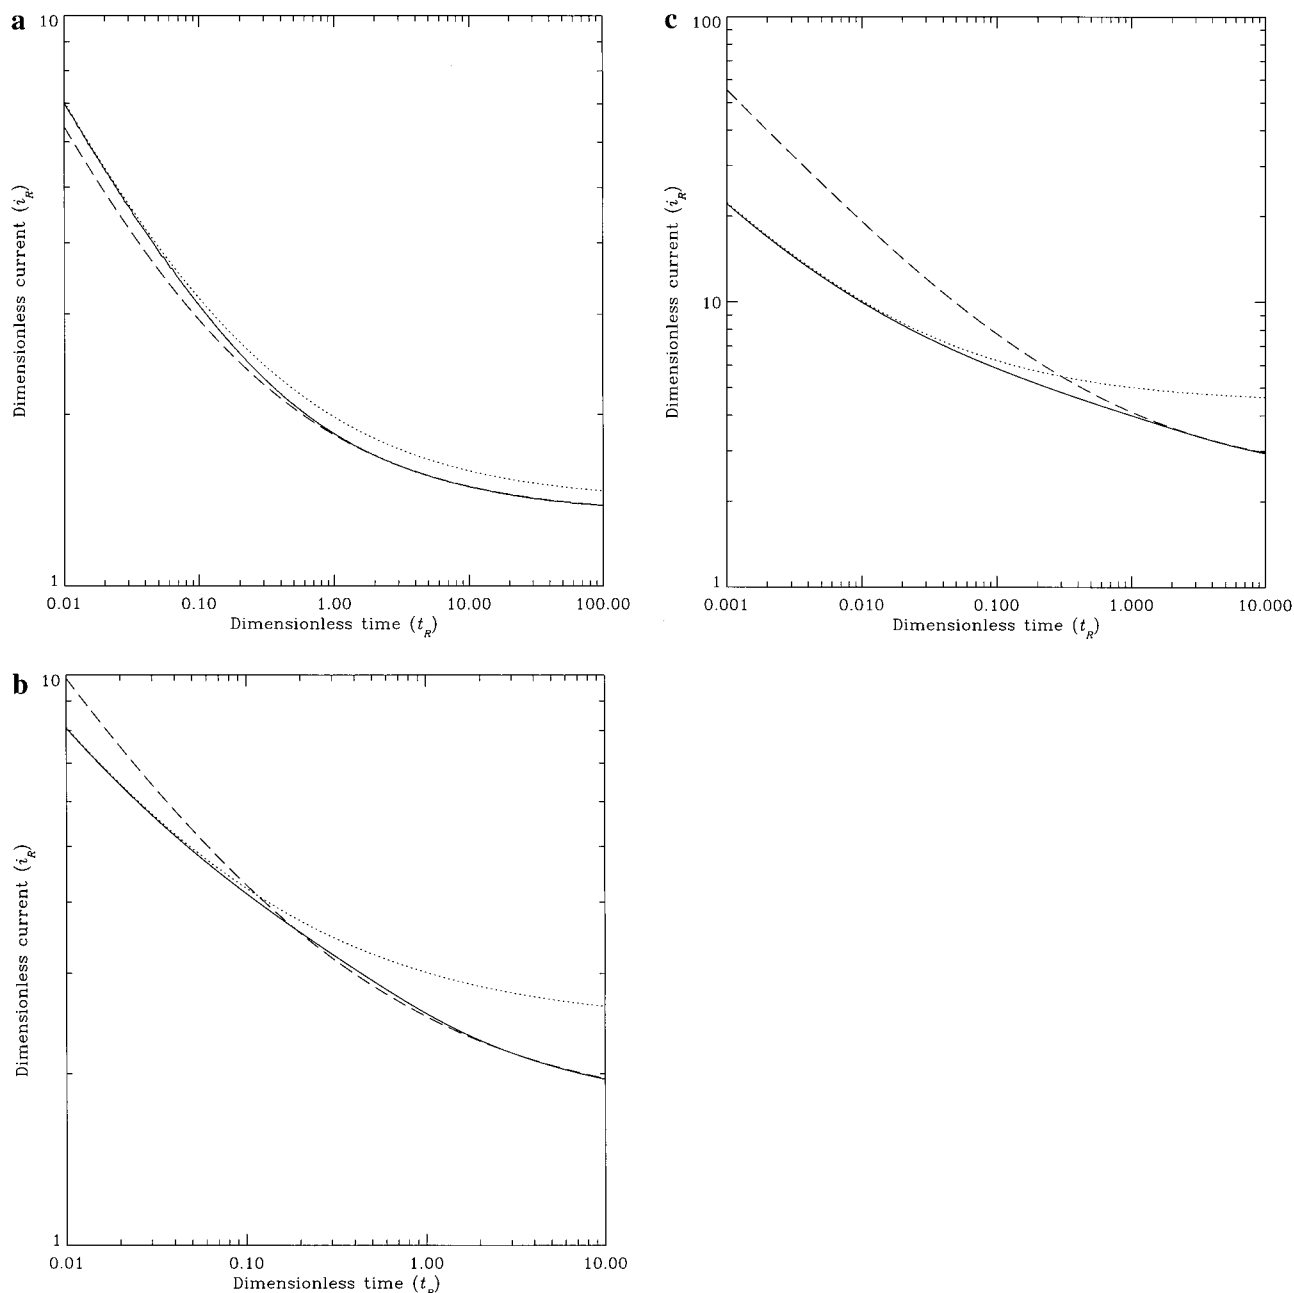 a
10
1
Dimensionless current (i_R)
0.01
0.10
1.00
10.00
100.00
Dimensionless time (t_R)
c
100
10
1
Dimensionless current (i_R)
0.001
0.010
0.100
1.000
10.000
Dimensionless time (t_R)
b
10
1
Dimensionless current (i_R)
0.01
0.10
1.00
10.00
Dimensionless time (t_R)